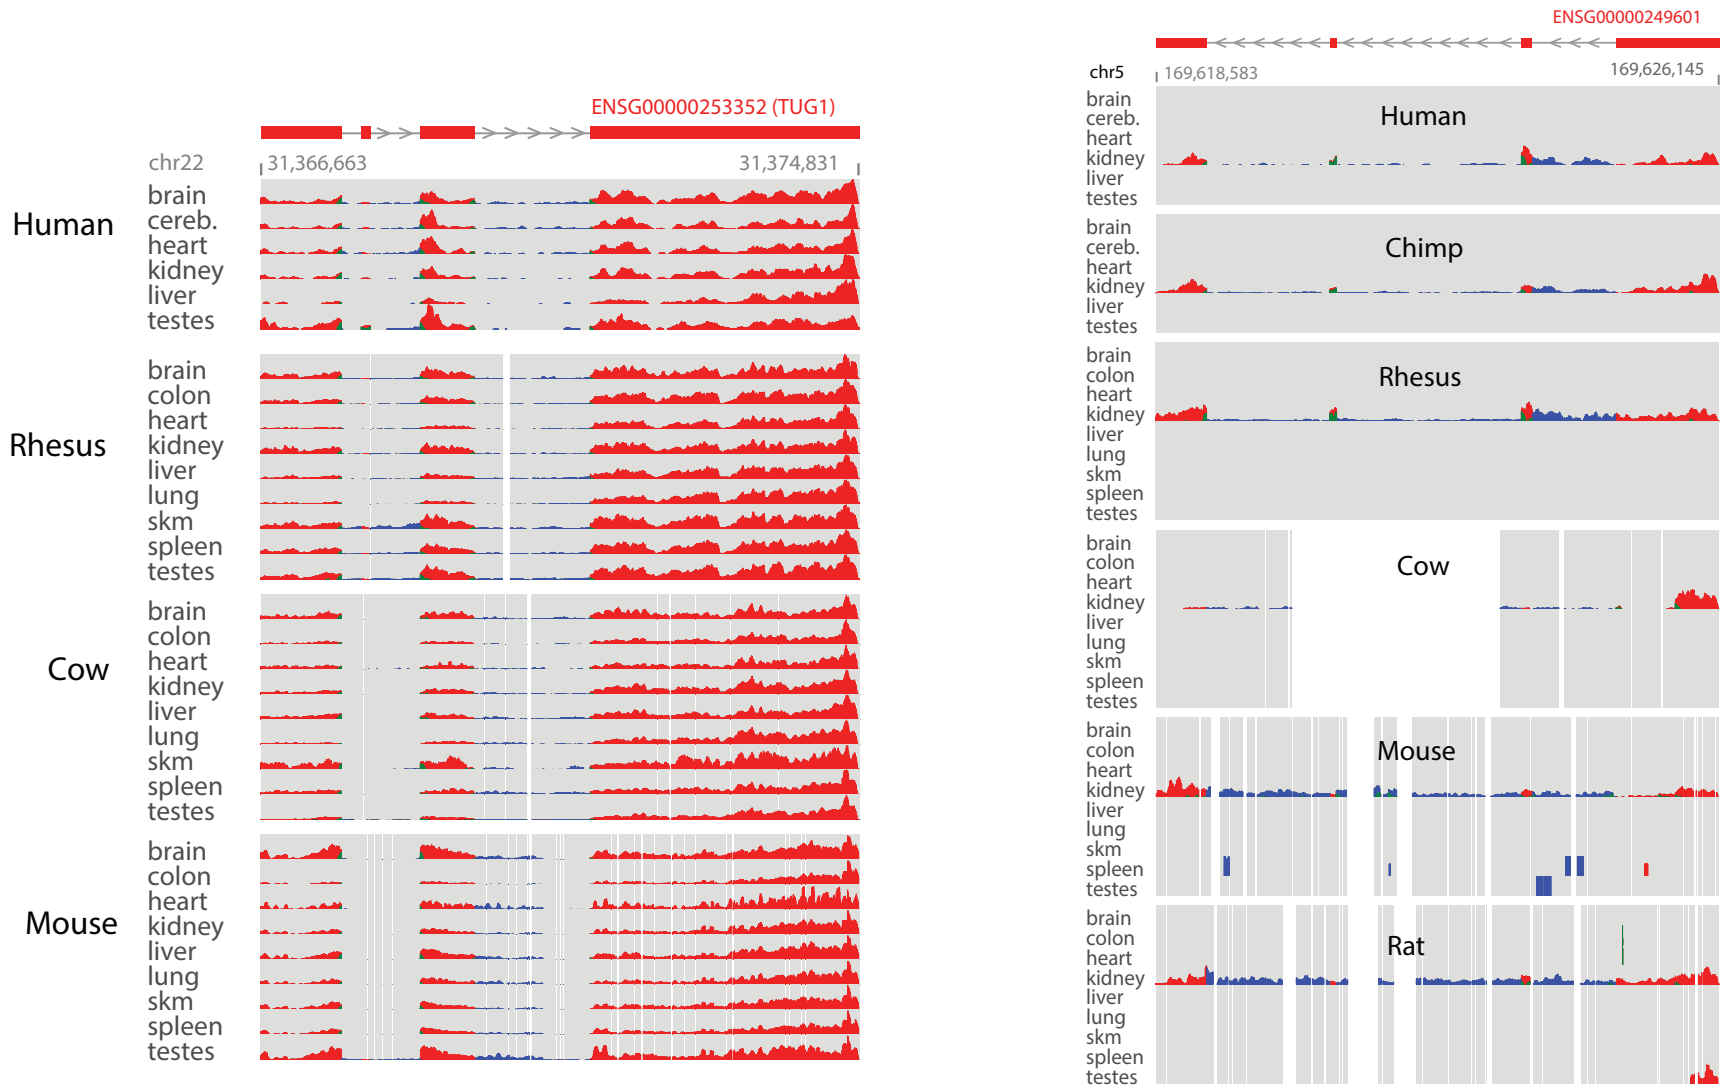 ENSG00000253352 (TUG1)
chr22
31,366,663
31,374,831
Human
brain
cereb.
heart
kidney
liver
testes
Rhesus
brain
colon
heart
kidney
liver
lung
skm
spleen
testes
Cow
brain
colon
heart
kidney
liver
lung
skm
spleen
testes
Mouse
brain
colon
heart
kidney
liver
lung
skm
spleen
testes
ENSG00000249601
chr5
169,618,583
169,626,145
Human
brain
cereb.
heart
kidney
liver
testes
Chimp
brain
cereb.
heart
kidney
liver
testes
Rhesus
brain
colon
heart
kidney
liver
lung
skm
spleen
testes
Cow
brain
colon
heart
kidney
liver
lung
skm
spleen
testes
Mouse
brain
colon
heart
kidney
liver
lung
skm
spleen
testes
Rat
brain
colon
heart
kidney
liver
lung
skm
spleen
testes